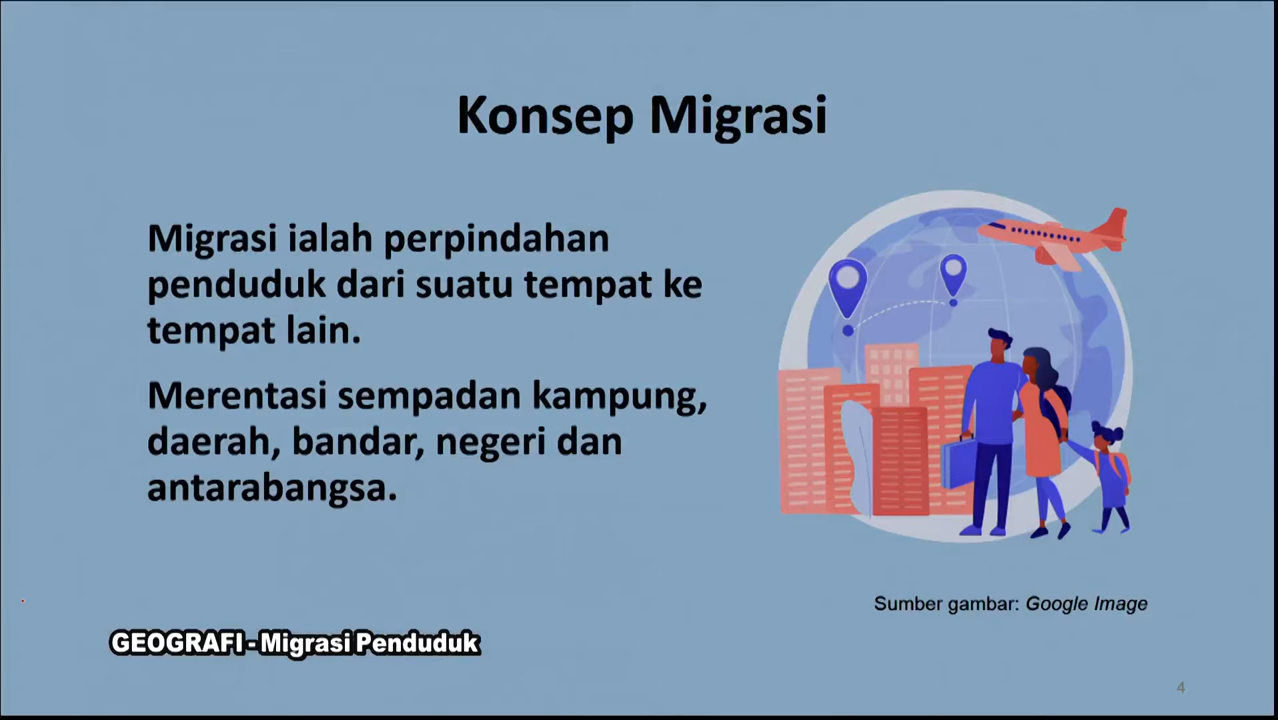 Konsep Migrasi
Migrasi ialah perpindahan
penduduk dari suatu tempat ke
tempat lain.
Merentasi sempadan kampung,
daerah, bandar, negeri dan
antarabangsa.
Sumber gambar: Google Image
GEOGRAFI - Migrasi Penduduk
4